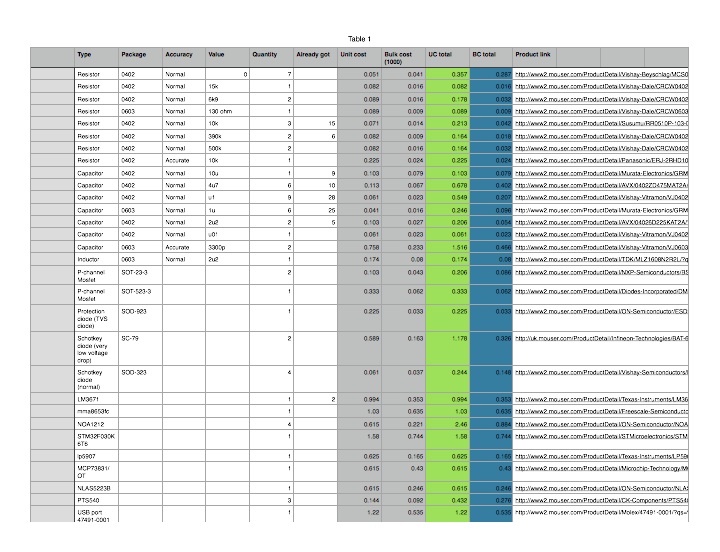 Table 1
Type Package Accuracy Value Quantity Already got Unit cost Bulk cost (1000) UC total BC total Product link
Resistor 0402 Normal 0 7 0.051 0.041 0.357 0.287 http://www2.mouser.com/ProductDetail/Vishay-Beyschlag/MCS0
Resistor 0402 Normal 15k 1 0.082 0.016 0.082 0.016 http://www2.mouser.com/ProductDetail/Vishay-Dale/CRCW0402
Resistor 0402 Normal 6k9 2 0.089 0.016 0.178 0.032 http://www2.mouser.com/ProductDetail/Vishay-Dale/CRCW0402
Resistor 0603 Normal 130 ohm 1 0.089 0.009 0.089 0.009 http://www2.mouser.com/ProductDetail/Vishay-Dale/CRCW0603
Resistor 0402 Normal 10k 3 15 0.071 0.014 0.213 0.042 http://www2.mouser.com/ProductDetail/Susumu/RR0510P-103-
Resistor 0402 Normal 390k 2 6 0.082 0.009 0.164 0.018 http://www2.mouser.com/ProductDetail/Vishay-Dale/CRCW0402
Resistor 0402 Normal 500k 2 0.082 0.016 0.164 0.032 http://www2.mouser.com/ProductDetail/Vishay-Dale/CRCW0402
Resistor 0402 Accurate 10k 1 0.225 0.024 0.225 0.024 http://www2.mouser.com/ProductDetail/Panasonic/ERJ-2RHD10
Capacitor 0402 Normal 10u 1 9 0.103 0.079 0.103 0.079 http://www2.mouser.com/ProductDetail/Murata-Electronics/GRM
Capacitor 0402 Normal 4u7 6 10 0.113 0.067 0.678 0.402 http://www2.mouser.com/ProductDetail/AVX/0402ZD475MAT2A
Capacitor 0402 Normal u1 9 28 0.061 0.023 0.549 0.207 http://www2.mouser.com/ProductDetail/Vishay-Vitramon/VJ0402
Capacitor 0603 Normal 1u 6 25 0.041 0.016 0.246 0.096 http://www2.mouser.com/ProductDetail/Murata-Electronics/GRM
Capacitor 0402 Normal 2u2 2 5 0.103 0.027 0.206 0.054 http://www2.mouser.com/ProductDetail/AVX/04026D225KAT2A
Capacitor 0402 Normal u01 1 0.061 0.023 0.061 0.023 http://www2.mouser.com/ProductDetail/Vishay-Vitramon/VJ0402
Capacitor 0603 Accurate 3300p 2 0.758 0.233 1.516 0.466 http://www2.mouser.com/ProductDetail/Vishay-Vitramon/VJ0603
Inductor 0603 Normal 2u2 1 0.174 0.08 0.174 0.08 http://www2.mouser.com/ProductDetail/TDK/MLZ1608N2R2L/?q
P-channel Mosfet SOT-23-3 2 0.103 0.043 0.206 0.086 http://www2.mouser.com/ProductDetail/NXP-Semiconductors/BS
P-channel Mosfet SOT-523-3 1 0.333 0.062 0.333 0.062 http://www2.mouser.com/ProductDetail/Diodes-Incorporated/DM
Protection diode (TVS diode) SOD-923 1 0.225 0.033 0.225 0.033 http://www2.mouser.com/ProductDetail/ON-Semiconductor/ESD
Schotkey diode (very low voltage drop) SC-79 2 0.589 0.163 1.178 0.326 http://uk.mouser.com/ProductDetail/Infineon-Technologies/BAT-6
Schotkey diode (normal) SOD-323 4 0.061 0.037 0.244 0.148 http://www2.mouser.com/ProductDetail/Vishay-Semiconductors/
LM3671 1 2 0.994 0.353 0.994 0.353 http://www2.mouser.com/ProductDetail/Texas-Instruments/LM36
mma8653fc 1 1.03 0.635 1.03 0.635 http://www2.mouser.com/ProductDetail/Freescale-Semiconducto
NOA1212 4 0.615 0.221 2.46 0.884 http://www2.mouser.com/ProductDetail/ON-Semiconductor/NOA
STM32F030K 6T6 1 1.58 0.744 1.58 0.744 http://www2.mouser.com/ProductDetail/STMicroelectronics/STM
lp5907 1 0.625 0.165 0.625 0.165 http://www2.mouser.com/ProductDetail/Texas-Instruments/LP59
MCP73831/ OT 1 0.615 0.43 0.615 0.43 http://www2.mouser.com/ProductDetail/Microchip-Technology/M
NLAS5223B 1 0.615 0.246 0.615 0.246 http://www2.mouser.com/ProductDetail/ON-Semiconductor/NLA
PTS540 3 0.144 0.092 0.432 0.276 http://www2.mouser.com/ProductDetail/CK-Components/PTS54
USB port 47491-0001 1 1.22 0.535 1.22 0.535 http://www2.mouser.com/ProductDetail/Molex/47491-0001/?qs=